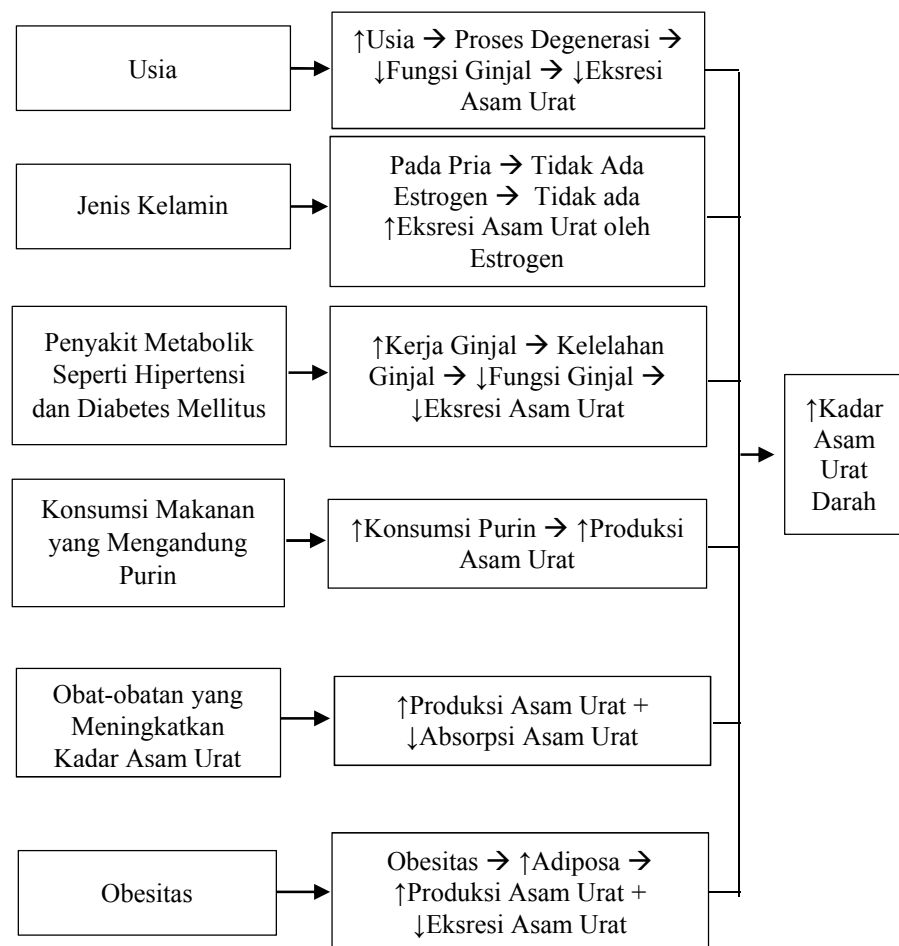 Usia
↑Usia → Proses Degenerasi →
↓Fungsi Ginjal → ↓Eksresi
Asam Urat
Jenis Kelamin
Pada Pria → Tidak Ada
Estrogen → Tidak ada
↑Eksresi Asam Urat oleh
Estrogen
Penyakit Metabolik
Seperti Hipertensi
dan Diabetes Mellitus
↑Kerja Ginjal → Kelelahan
Ginjal → ↓Fungsi Ginjal →
↓Eksresi Asam Urat
Konsumsi Makanan
yang Mengandung
Purin
↑Konsumsi Purin → ↑Produksi
Asam Urat
Obat-obatan yang
Meningkatkan
Kadar Asam Urat
↑Produksi Asam Urat +
↓Absorpsi Asam Urat
Obesitas
Obesitas → ↑Adiposa →
↑Produksi Asam Urat +
↓Eksresi Asam Urat
↑Kadar
Asam
Urat
Darah